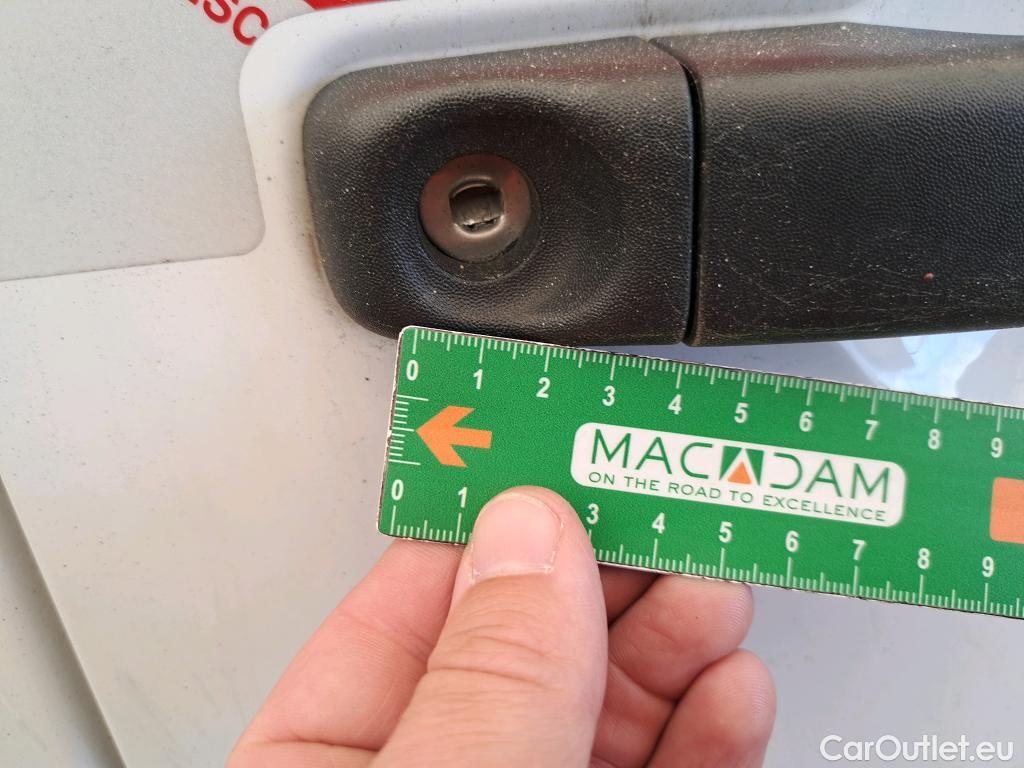 SC
0 1 2 3 4 5 6 7 8 9
MACADAM
ON THE ROAD TO EXCELLENCE
0 1 3 4 5 6 7 8 9
CarOutlet.eu